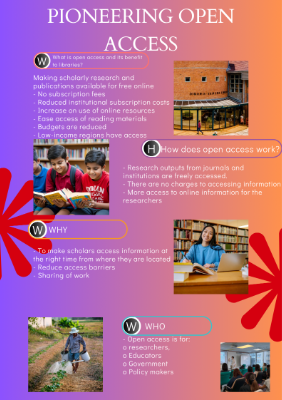 PIONEERING OPEN
ACCESS
W
What is open access and its benefit
to libraries?
Making scholarly research and
publications available for free online
- No subscription fees
- Reduced institutional subscription costs
- Increase on use of online resources
- Ease access of reading materials
- Budgets are reduced
- Low-income regions have access
H
How does open access work?
- Research outputs from journals and
institutions are freely accessed.
- There are no charges to accessing information
- More access to online information for the
researchers
W
WHY
- To make scholars access information at
the right time from where they are located
- Reduce access barriers
- Sharing of work
W
WHO
- Open access is for:
o researchers,
o Educators
o Government
o Policy makers